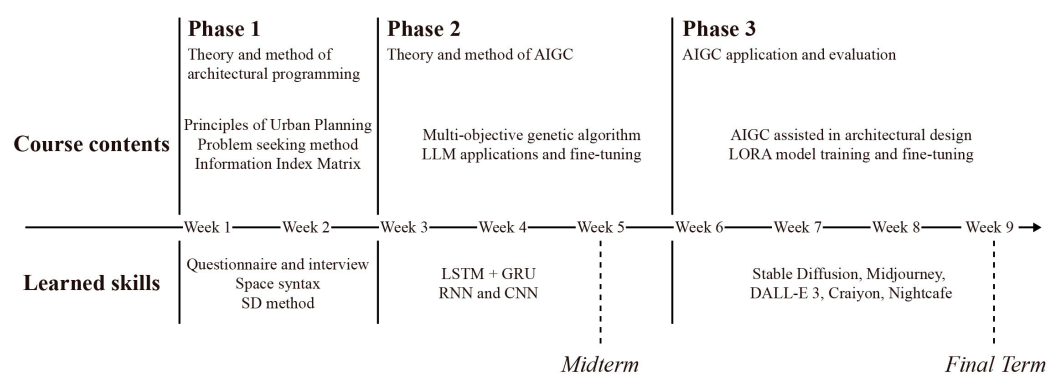 Phase 1
Theory and method of
architectural programming
Phase 2
Theory and method of AIGC
Phase 3
AIGC application and evaluation
Course contents
Principles of Urban Planning
Problem seeking method
Information Index Matrix
Multi-objective genetic algorithm
LLM applications and fine-tuning
AIGC assisted in architectural design
LORA model training and fine-tuning
Week 1 Week 2 Week 3 Week 4 Week 5 Week 6 Week 7 Week 8 Week 9
Learned skills
Questionnaire and interview
Space syntax
SD method
LSTM + GRU
RNN and CNN
Stable Diffusion, Midjourney,
DALL-E 3, Craiyon, Nightcafe
Midterm
Final Term